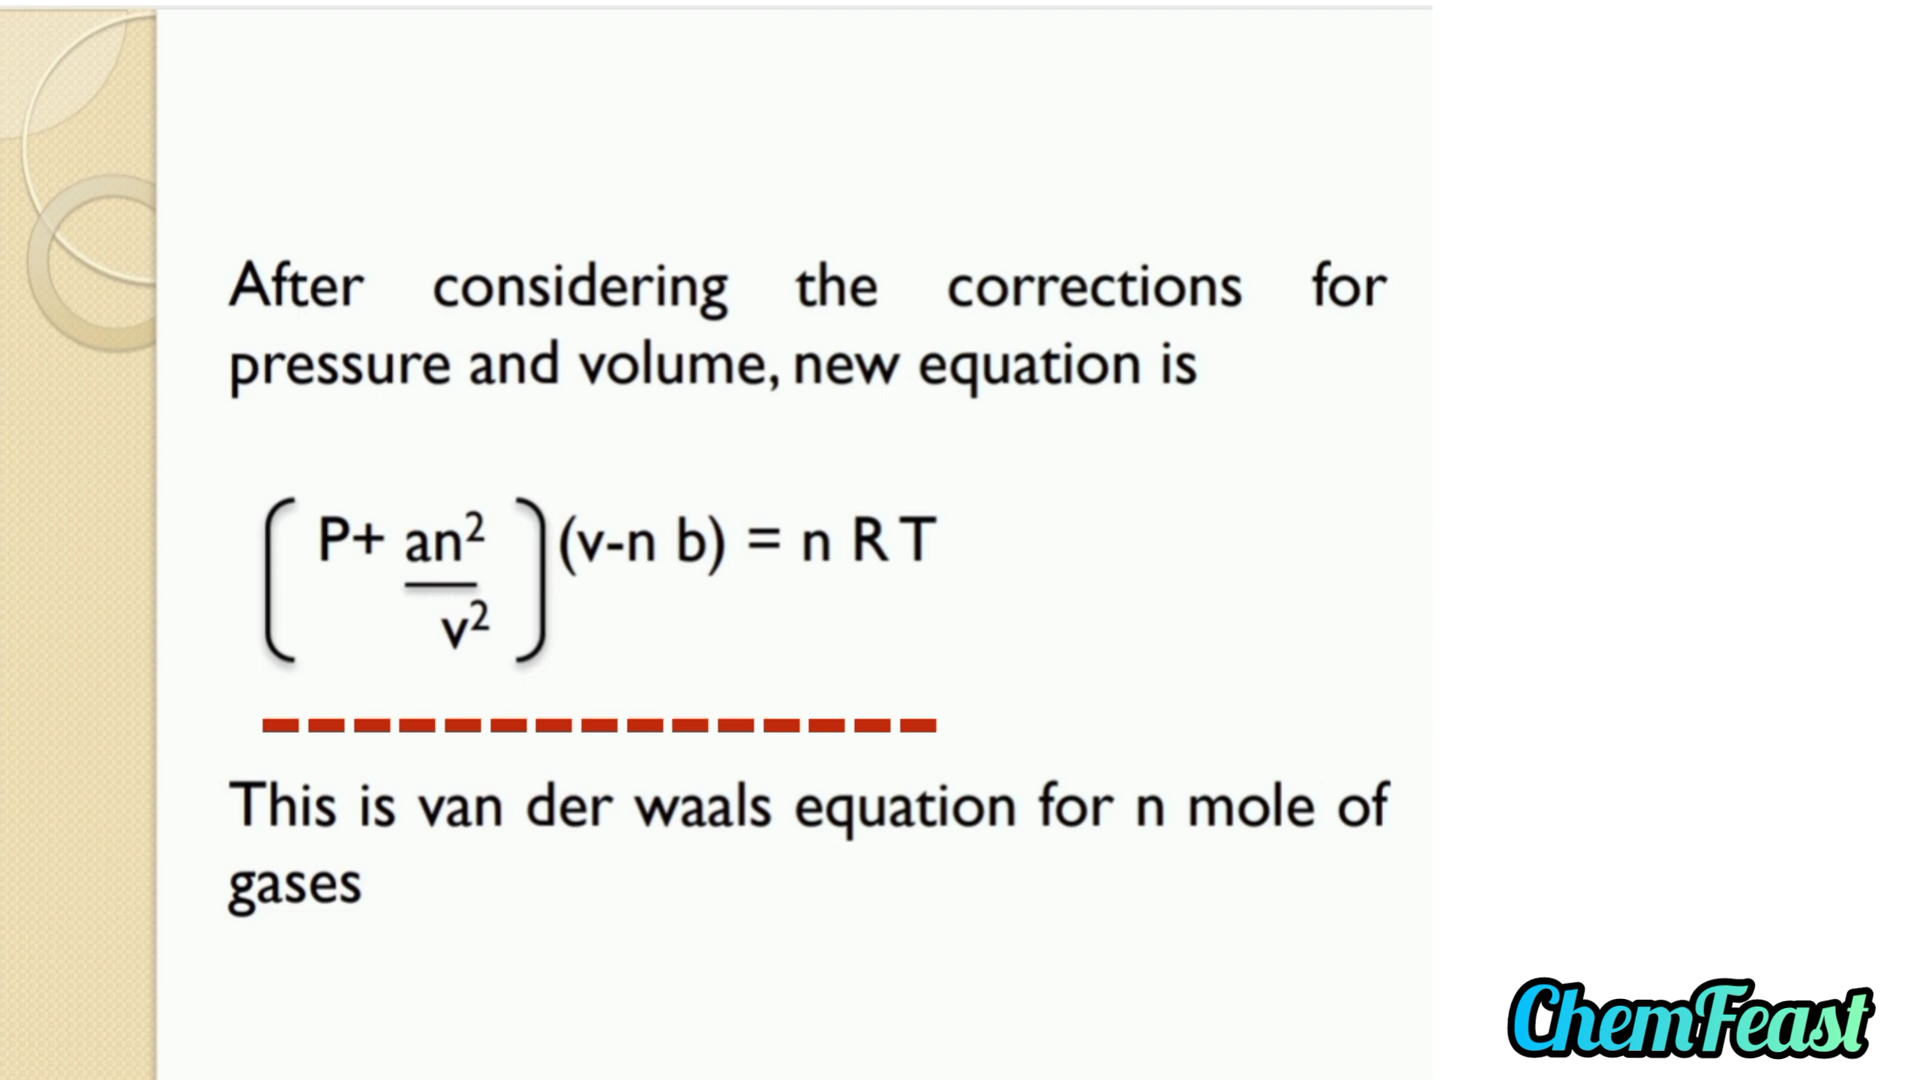 After considering the corrections for
pressure and volume, new equation is
( P+ an²/v² ) (v-n b) = n R T
This is van der waals equation for n mole of
gases
ChemFeast